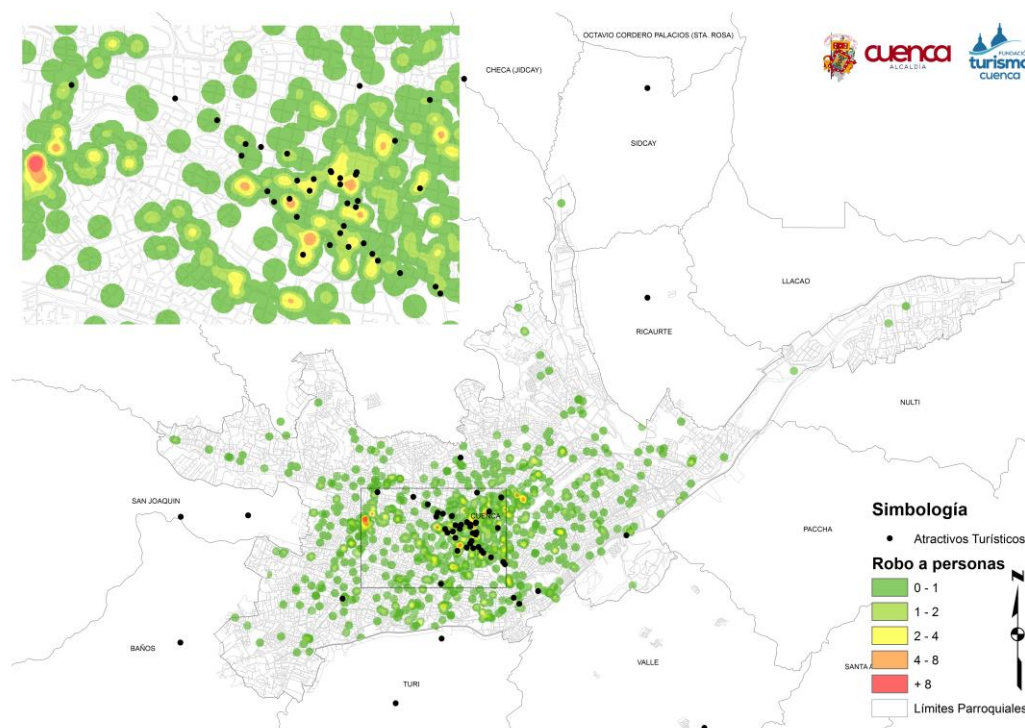 OCTAVIO CORDERO PALACIOS (STA. ROSA)
CHECA (JIDCAY)
cuenca
ALCALDÍA
FUNDACIÓ
turismo
cuenca
SIDCAY
LLACAO
RICAURTE
NULTI
SAN JOAQUIN
CUENCA
PACCHA
BAÑOS
VALLE
TURI
SANTA A
Simbología
Atractivos Turísticos
Robo a personas
0 - 1
1 - 2
2 - 4
4 - 8
+ 8
Límites Parroquiales
N